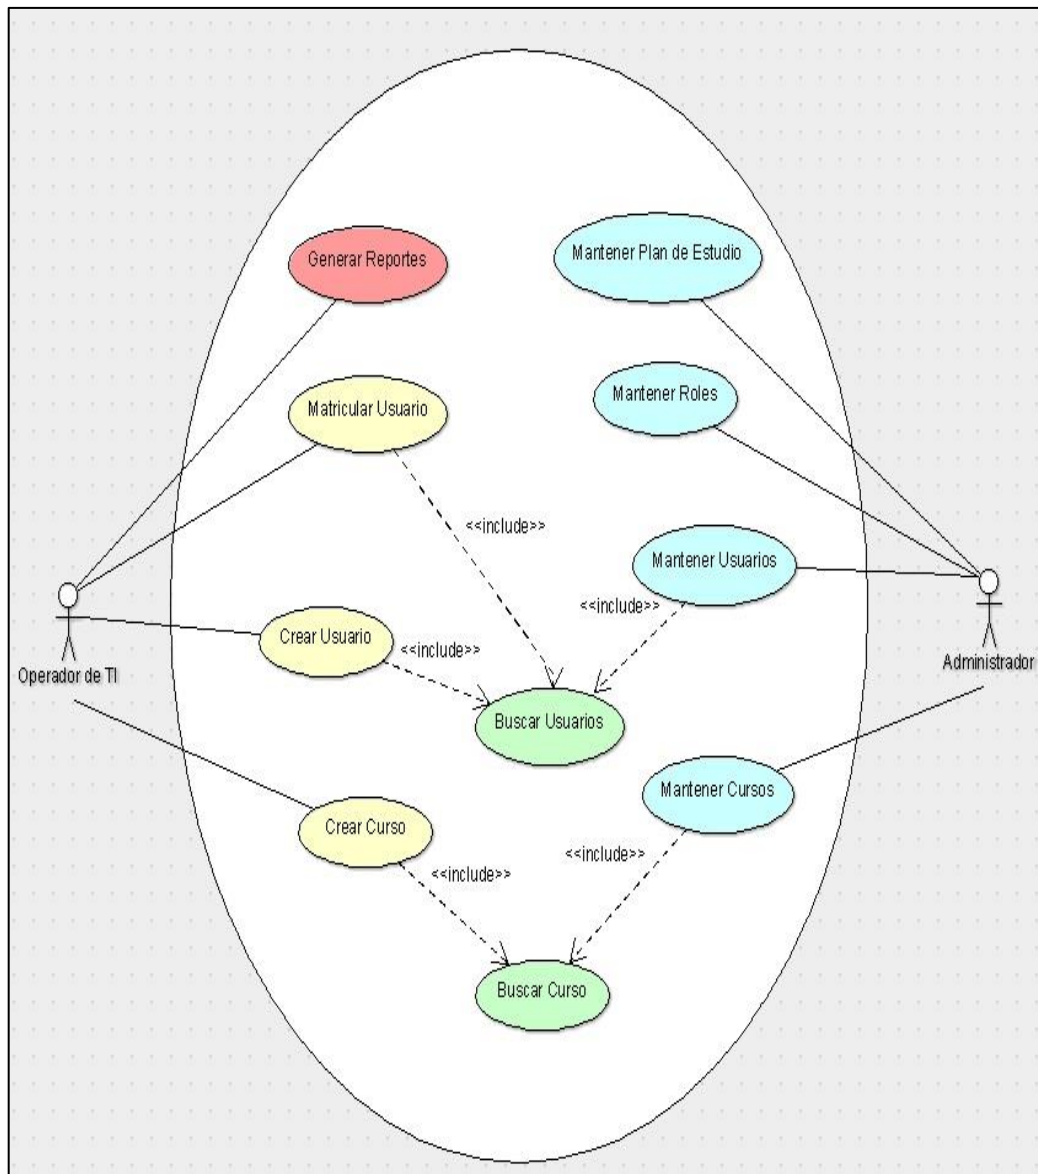 Generar Reportes
Mantener Plan de Estudio
Matricular Usuario
Mantener Roles
<<include>>
Mantener Usuarios
<<include>>
Crear Usuario
<<include>>
Operador de TI
Administrador
Buscar Usuarios
Mantener Cursos
Crear Curso
<<include>>
<<include>>
Buscar Curso